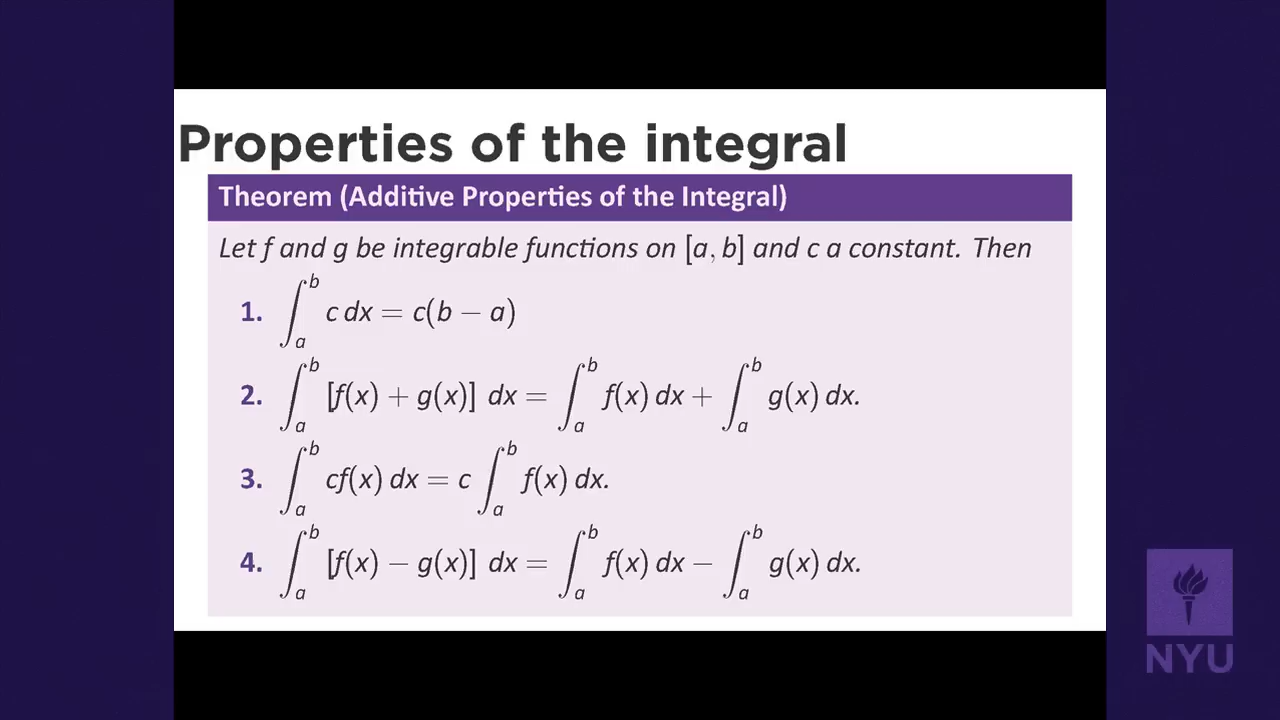 Properties of the integral
Theorem (Additive Properties of the Integral)
Let f and g be integrable functions on [a, b] and c a constant. Then
1. ∫_a^b c dx = c(b − a)
2. ∫_a^b [f(x) + g(x)] dx = ∫_a^b f(x) dx + ∫_a^b g(x) dx.
3. ∫_a^b cf(x) dx = c ∫_a^b f(x) dx.
4. ∫_a^b [f(x) − g(x)] dx = ∫_a^b f(x) dx − ∫_a^b g(x) dx.
NYU